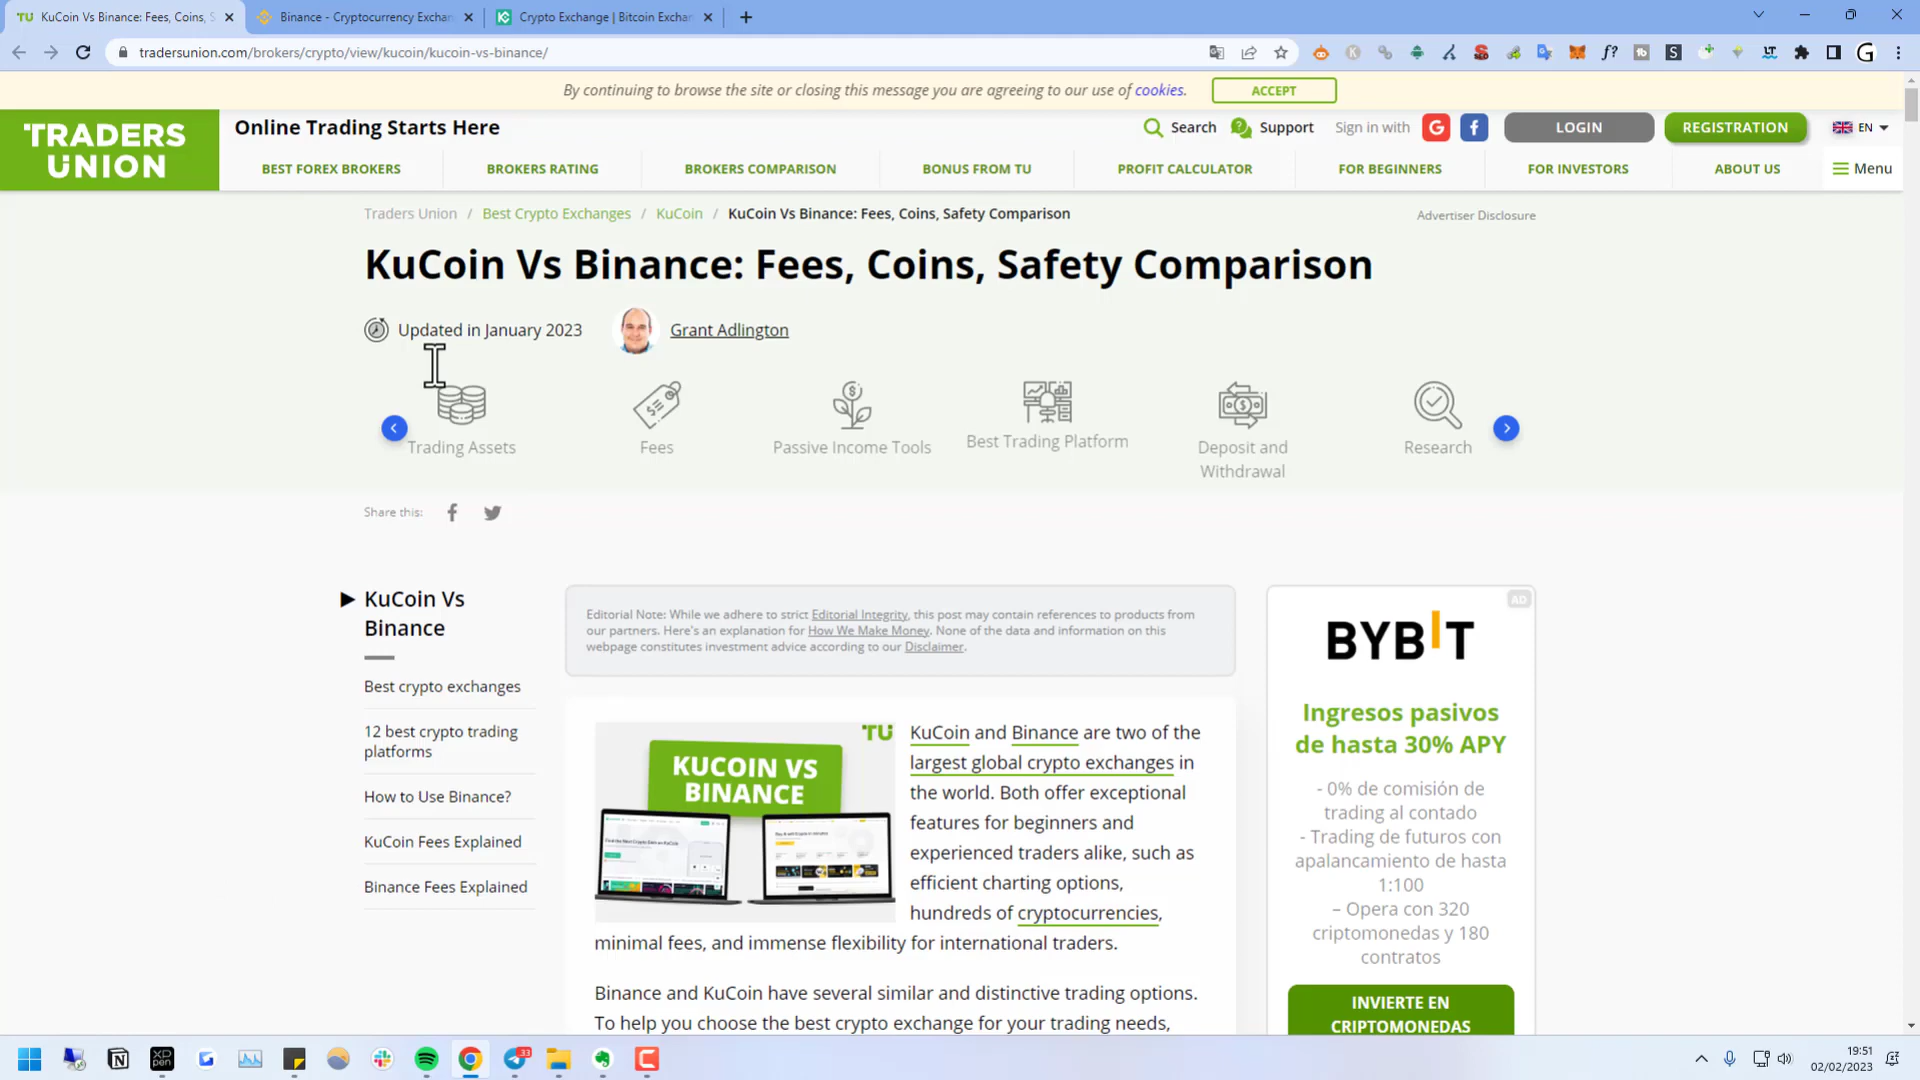 KuCoin Vs Binance: Fees, Coins, S
Binance - Cryptocurrency Exchan
Crypto Exchange | Bitcoin Exchan
tradersunion.com/brokers/crypto/view/kucoin/kucoin-vs-binance/
By continuing to browse the site or closing this message you are agreeing to our use of cookies.
ACCEPT
TRADERS
UNION
Online Trading Starts Here
Search
Support
Sign in with
LOGIN
REGISTRATION
EN
BEST FOREX BROKERS
BROKERS RATING
BROKERS COMPARISON
BONUS FROM TU
PROFIT CALCULATOR
FOR BEGINNERS
FOR INVESTORS
ABOUT US
Menu
Traders Union / Best Crypto Exchanges / KuCoin / KuCoin Vs Binance: Fees, Coins, Safety Comparison
Advertiser Disclosure
KuCoin Vs Binance: Fees, Coins, Safety Comparison
Updated in January 2023
Grant Adlington
Trading Assets
Fees
Passive Income Tools
Best Trading Platform
Deposit and
Withdrawal
Research
Share this:
KuCoin Vs
Binance
Best crypto exchanges
12 best crypto trading
platforms
How to Use Binance?
KuCoin Fees Explained
Binance Fees Explained
Editorial Note: While we adhere to strict Editorial Integrity, this post may contain references to products from
our partners. Here's an explanation for How We Make Money. None of the data and information on this
webpage constitutes investment advice according to our Disclaimer.
TU
KUCOIN VS
BINANCE
KuCoin and Binance are two of the
largest global crypto exchanges in
the world. Both offer exceptional
features for beginners and
experienced traders alike, such as
efficient charting options,
hundreds of cryptocurrencies,
minimal fees, and immense flexibility for international traders.
Binance and KuCoin have several similar and distinctive trading options.
To help you choose the best crypto exchange for your trading needs,
AD
BYBIT
Ingresos pasivos
de hasta 30% APY
- 0% de comisión de
trading al contado
- Trading de futuros con
apalancamiento de hasta
1:100
– Opera con 320
criptomonedas y 180
contratos
INVIERTE EN
CRIPTOMONEDAS
33
19:51
02/02/2023